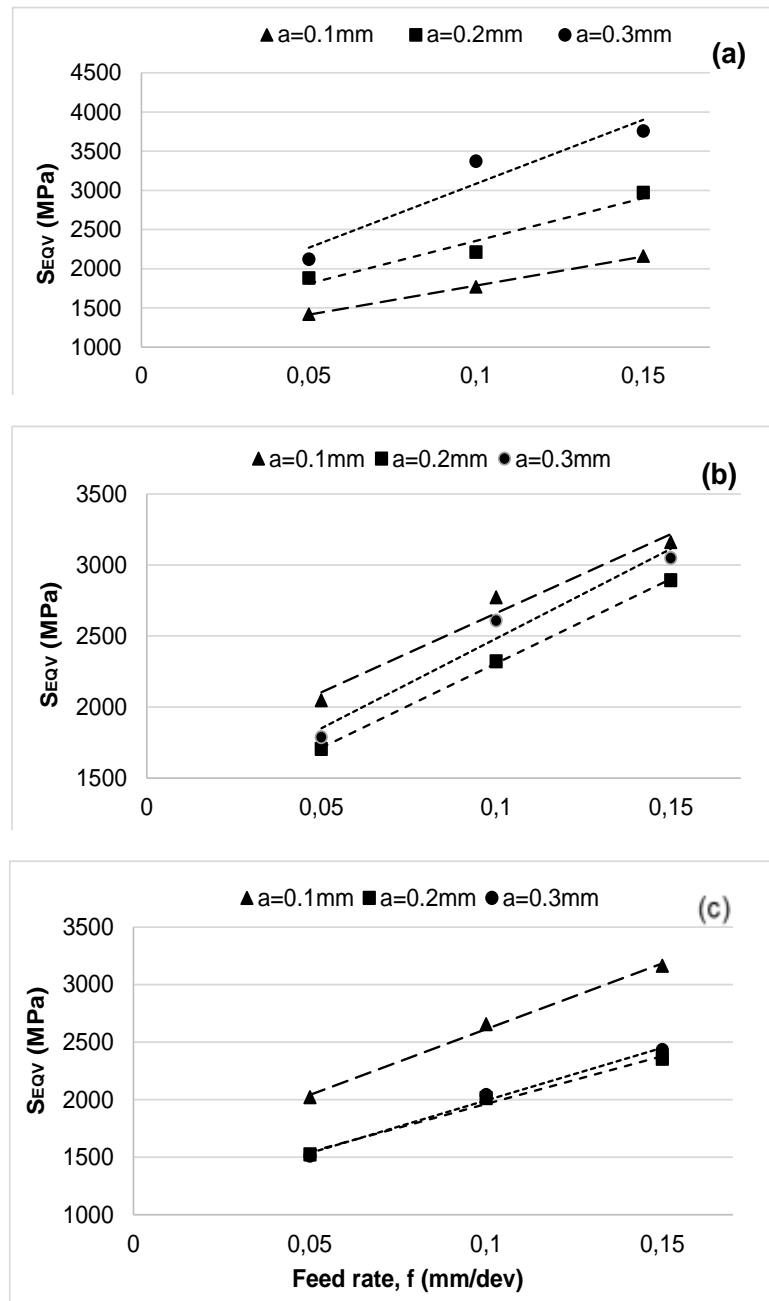 a=0.1mm a=0.2mm a=0.3mm (a)
4500
4000
3500
3000
2500
2000
1500
1000
SEQV (MPa)
0 0,05 0,1 0,15
a=0.1mm a=0.2mm a=0.3mm (b)
3500
3000
2500
2000
1500
SEQV (MPa)
0 0,05 0,1 0,15
a=0.1mm a=0.2mm a=0.3mm (c)
3500
3000
2500
2000
1500
1000
SEQV (MPa)
0 0,05 0,1 0,15
Feed rate, f (mm/dev)